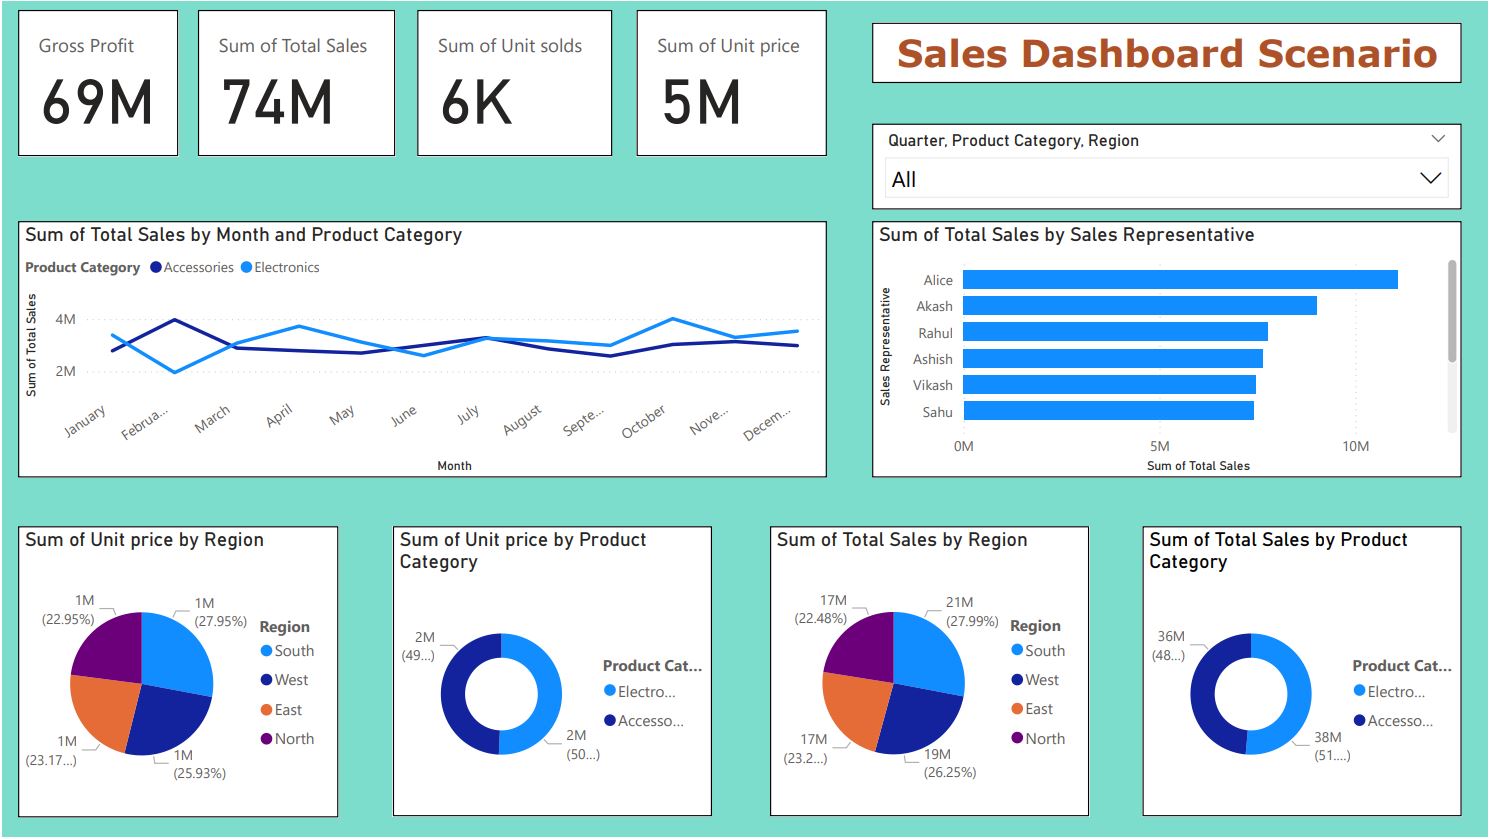 Gross Profit
69M
Sum of Total Sales
74M
Sum of Unit solds
6K
Sum of Unit price
5M
Sales Dashboard Scenario
Quarter, Product Category, Region
All
Sum of Total Sales by Month and Product Category
Product Category Accessories Electronics
Sum of Total Sales
4M
2M
January Februa... March April May June July August Septe... October Nove... Decem...
Month
Sum of Total Sales by Sales Representative
Sales Representative
Alice
Akash
Rahul
Ashish
Vikash
Sahu
0M 5M 10M
Sum of Total Sales
Sum of Unit price by Region
1M
(22.95%)
1M
(27.95%)
1M
(23.17...)
1M
(25.93%)
Region
South
West
East
North
Sum of Unit price by Product
Category
2M
(49...)
2M
(50...)
Product Cat...
Electro...
Accesso...
Sum of Total Sales by Region
17M
(22.48%)
21M
(27.99%)
17M
(23.2...)
19M
(26.25%)
Region
South
West
East
North
Sum of Total Sales by Product
Category
36M
(48...)
38M
(51....)
Product Cat...
Electro...
Accesso...